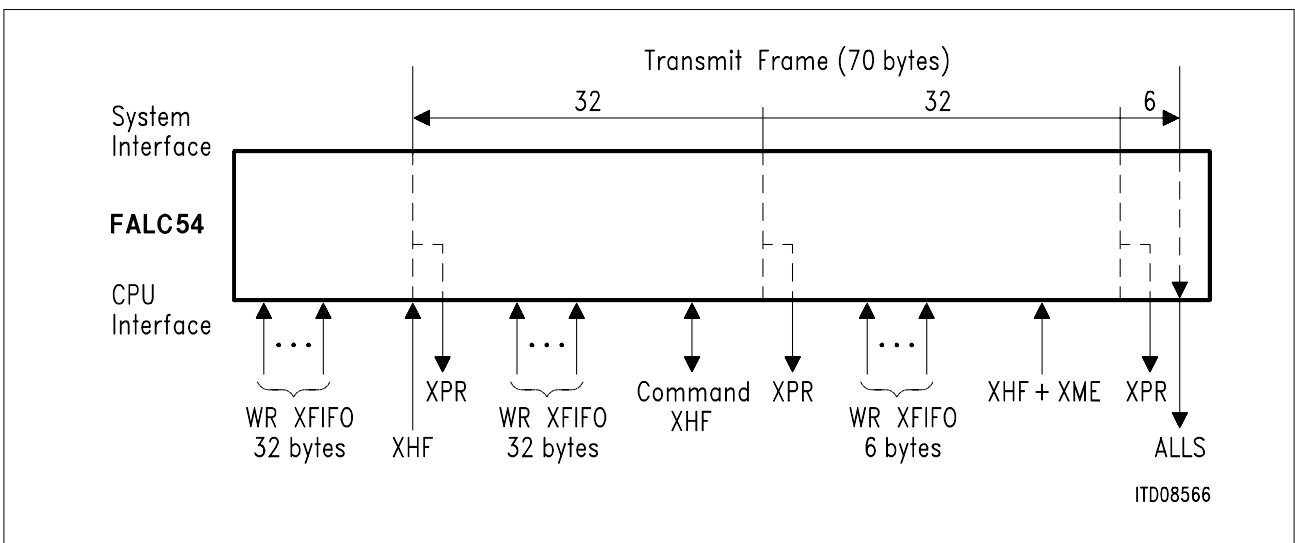 Transmit Frame (70 bytes)
32 32 6
System
Interface
FALC54
CPU
Interface
... ... ...
XPR Command XPR XHF + XME XPR
WR XFIFO WR XFIFO XHF WR XFIFO
32 bytes XHF 32 bytes 6 bytes ALLS
ITD08566